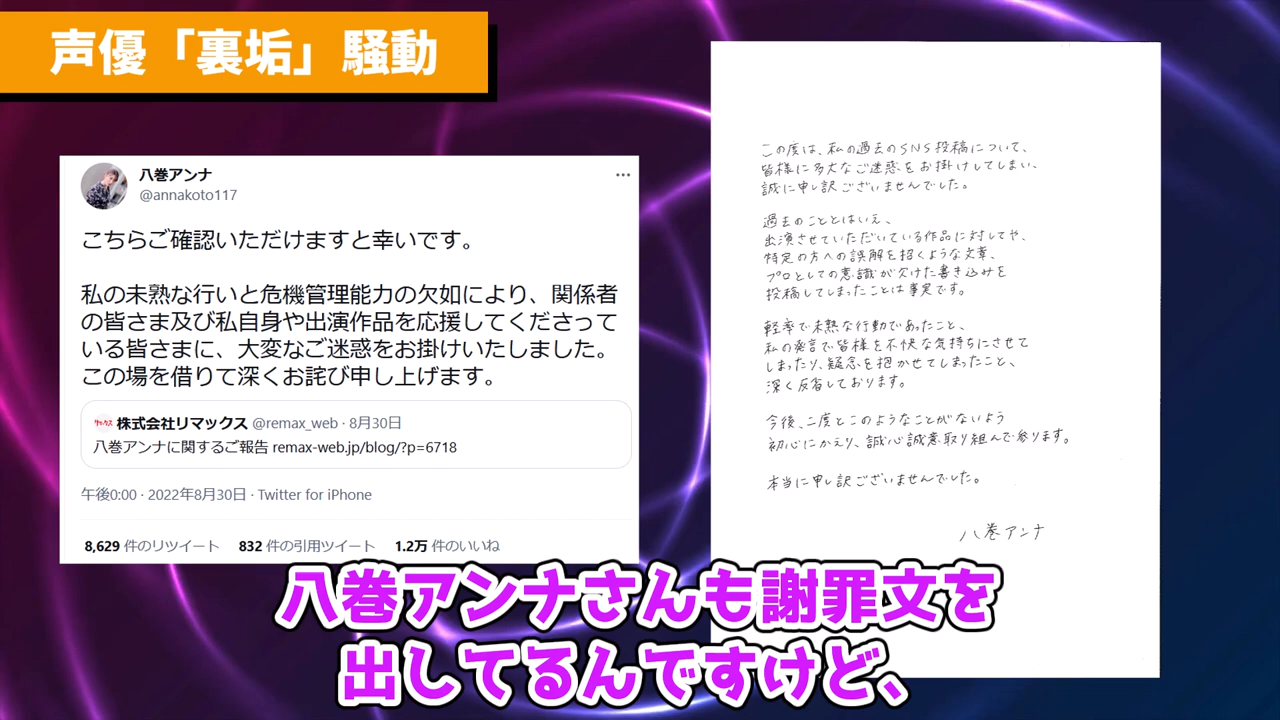 声優「裏垢」騒動
八巻アンナ
@annakoto117
こちらご確認いただけますと幸いです。
私の未熟な行いと危機管理能力の欠如により、関係者
の皆さま及び私自身や出演作品を応援してくださって
いる皆さまに、大変なご迷惑をお掛けいたしました。
この場を借りて深くお詫び申し上げます。
株式会社リマックス @remax_web · 8月30日
八巻アンナに関するご報告 remax-web.jp/blog/?p=6718
午後0:00 · 2022年8月30日 · Twitter for iPhone
8,629 件のリツイート 832 件の引用ツイート 1.2万 件のいいね
この度は、私の過去のSNS投稿について、
皆様に多大なご迷惑をお掛けしてしまい、
誠に申し訳ございませんでした。
過去のこととはいえ、
出演させていただいている作品に対してや、
特定の方への誤解を招くような文章、
プロとしての意識が欠けた書き込みを
投稿してしまったことは事実です。
軽率で未熟な行動であったこと、
私の発言で皆様を不快な気持ちにさせて
しまったり、疑念を抱かせてしまったこと、
深く反省しております。
今後、二度とこのようなことがないよう
初心にかえり、誠心誠意取り組んで参ります。
本当に申し訳ございませんでした。
八巻アンナ
八巻アンナさんも謝罪文を
出してるんですけど、